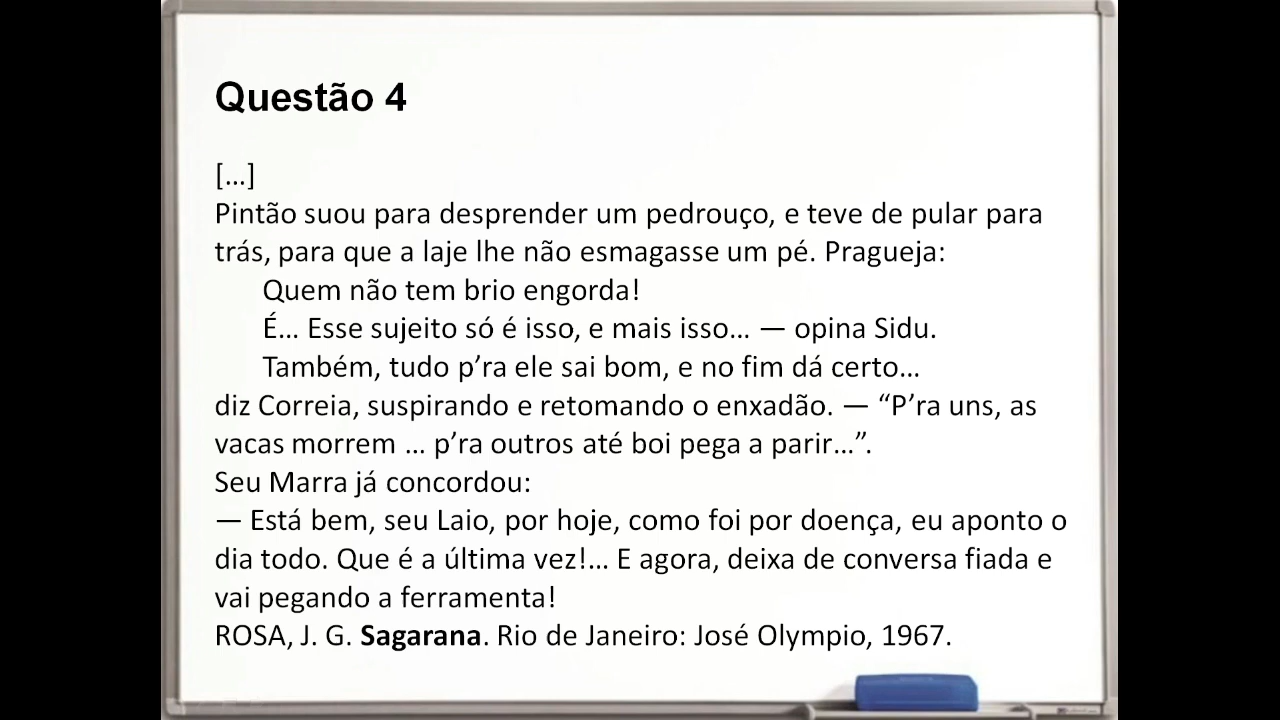 Questão 4
[...]
Pintão suou para desprender um pedrouço, e teve de pular para
trás, para que a laje lhe não esmagasse um pé. Pragueja:
Quem não tem brio engorda!
É... Esse sujeito só é isso, e mais isso... — opina Sidu.
Também, tudo p’ra ele sai bom, e no fim dá certo...
diz Correia, suspirando e retomando o enxadão. — “P’ra uns, as
vacas morrem ... p’ra outros até boi pega a parir...”.
Seu Marra já concordou:
— Está bem, seu Laio, por hoje, como foi por doença, eu aponto o
dia todo. Que é a última vez!... E agora, deixa de conversa fiada e
vai pegando a ferramenta!
ROSA, J. G. Sagarana. Rio de Janeiro: José Olympio, 1967.